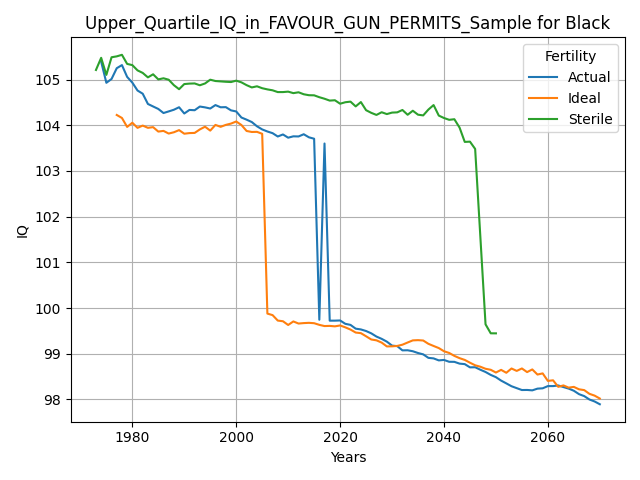 Upper_Quartile_IQ_in_FAVOUR_GUN_PERMITS_Sample for Black
Fertility
Actual
Ideal
Sterile
105
104
103
102
101
100
99
98
IQ
1980
2000
2020
2040
2060
Years